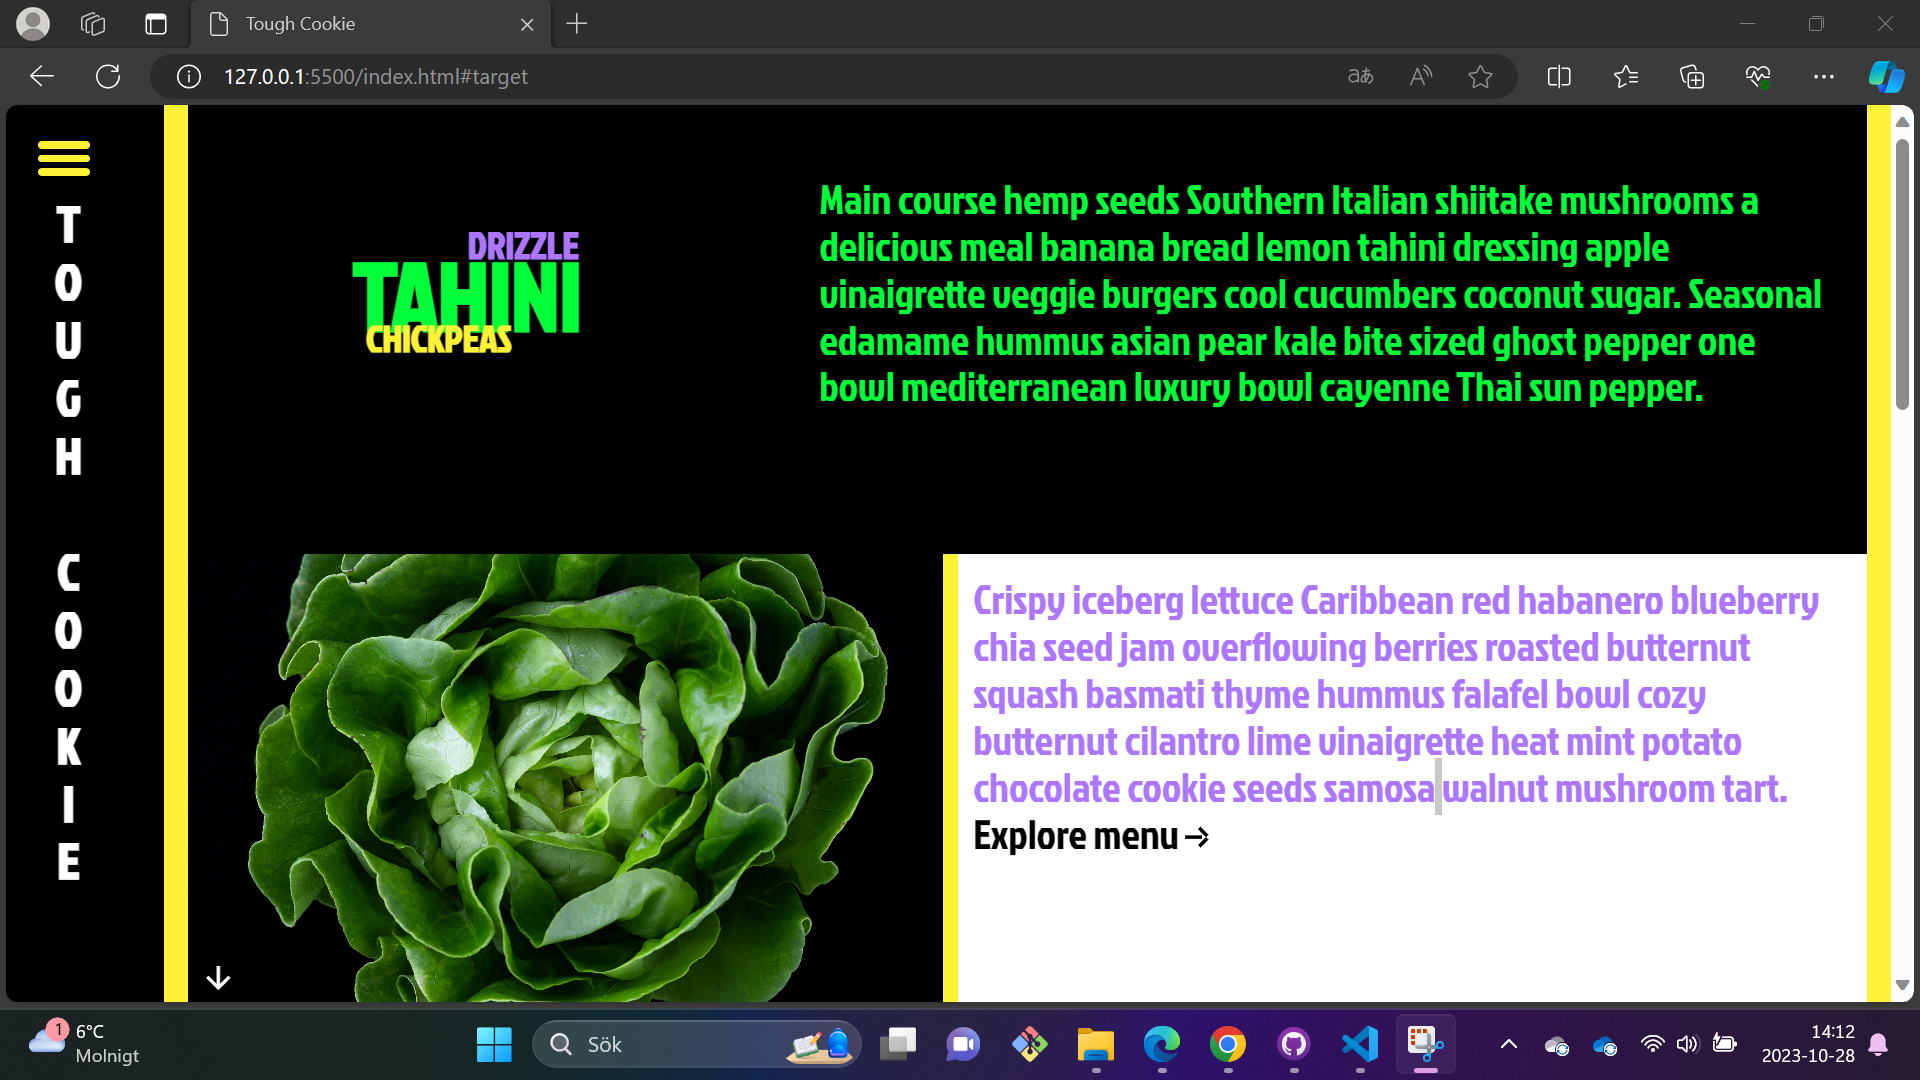 Tough Cookie
127.0.0.1:5500/index.html#target
aあ
TOUGH COOKIE
DRIZZLE
TAHINI
CHICKPEAS
Main course hemp seeds Southern Italian shiitake mushrooms a
delicious meal banana bread lemon tahini dressing apple
vinaigrette veggie burgers cool cucumbers coconut sugar. Seasonal
edamame hummus asian pear kale bite sized ghost pepper one
bowl mediterranean luxury bowl cayenne Thai sun pepper.
Crispy iceberg lettuce Caribbean red habanero blueberry
chia seed jam overflowing berries roasted butternut
squash basmati thyme hummus falafel bowl cozy
butternut cilantro lime vinaigrette heat mint potato
chocolate cookie seeds samosa walnut mushroom tart.
Explore menu →
1
6°C
Molnigt
Sök
14:12
2023-10-28